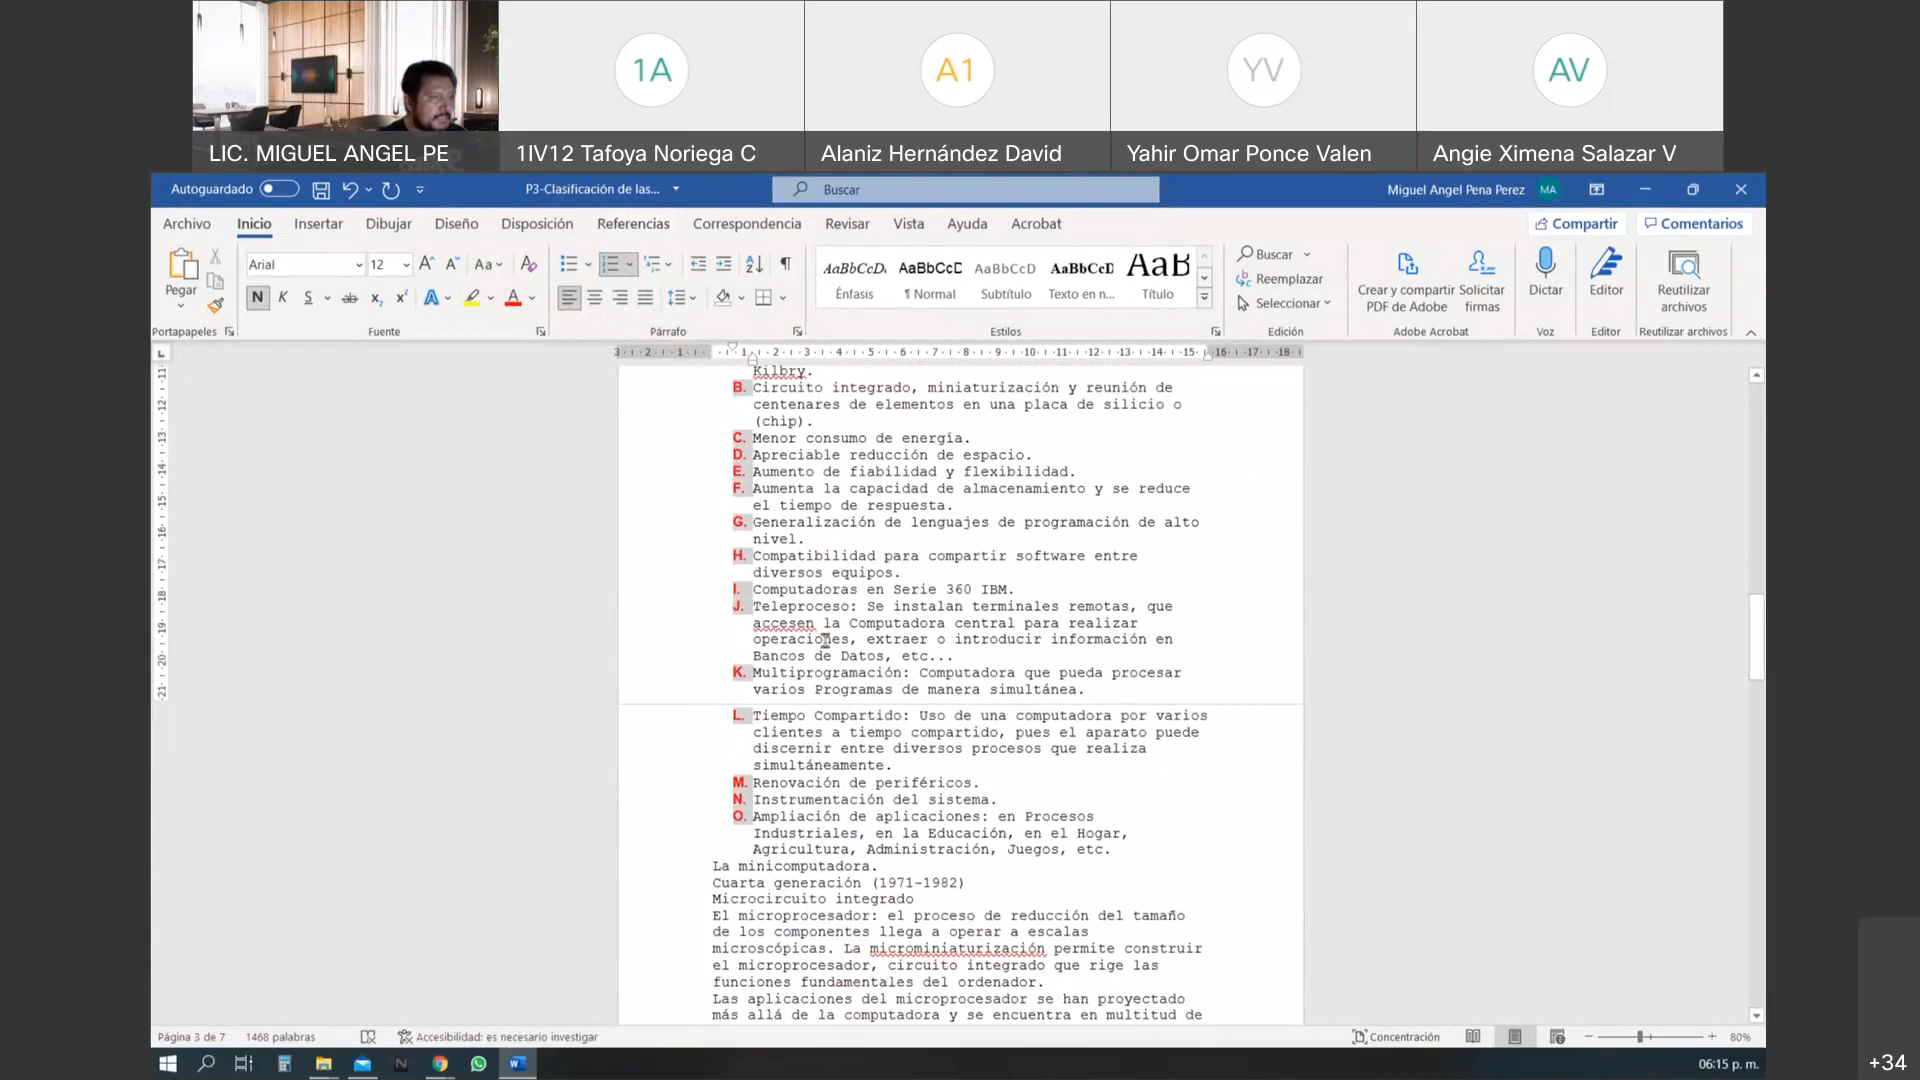 1A
A1
YV
AV
LIC. MIGUEL ANGEL PE
1IV12 Tafoya Noriega C
Alaniz Hernández David
Yahir Omar Ponce Valen
Angie Ximena Salazar V
Autoguardado
P3-Clasificación de las...
Buscar
Miguel Angel Pena Perez
MA
Archivo
Inicio
Insertar
Dibujar
Diseño
Disposición
Referencias
Correspondencia
Revisar
Vista
Ayuda
Acrobat
Compartir
Comentarios
Pegar
Portapapeles
Arial
12
Fuente
Párrafo
AaBbCcD. Énfasis
AaBbCcD ¶ Normal
AaBbCcD Subtítulo
AaBbCcD Texto en n...
AaB Título
Estilos
Buscar
Reemplazar
Seleccionar
Edición
Crear y compartir PDF de Adobe
Solicitar firmas
Adobe Acrobat
Dictar
Voz
Editor
Editor
Reutilizar archivos
Reutilizar archivos
Kilbry.
B. Circuito integrado, miniaturización y reunión de
centenares de elementos en una placa de silicio o
(chip).
C. Menor consumo de energía.
D. Apreciable reducción de espacio.
E. Aumento de fiabilidad y flexibilidad.
F. Aumenta la capacidad de almacenamiento y se reduce
el tiempo de respuesta.
G. Generalización de lenguajes de programación de alto
nivel.
H. Compatibilidad para compartir software entre
diversos equipos.
I. Computadoras en Serie 360 IBM.
J. Teleproceso: Se instalan terminales remotas, que
accesen la Computadora central para realizar
operaciones, extraer o introducir información en
Bancos de Datos, etc...
K. Multiprogramación: Computadora que pueda procesar
varios Programas de manera simultánea.
L. Tiempo Compartido: Uso de una computadora por varios
clientes a tiempo compartido, pues el aparato puede
discernir entre diversos procesos que realiza
simultáneamente.
M. Renovación de periféricos.
N. Instrumentación del sistema.
O. Ampliación de aplicaciones: en Procesos
Industriales, en la Educación, en el Hogar,
Agricultura, Administración, Juegos, etc.
La minicomputadora.
Cuarta generación (1971-1982)
Microcircuito integrado
El microprocesador: el proceso de reducción del tamaño
de los componentes llega a operar a escalas
microscópicas. La microminiaturización permite construir
el microprocesador, circuito integrado que rige las
funciones fundamentales del ordenador.
Las aplicaciones del microprocesador se han proyectado
más allá de la computadora y se encuentra en multitud de
Página 3 de 7
1468 palabras
Accesibilidad: es necesario investigar
Concentración
80%
06:15 p. m.
+34